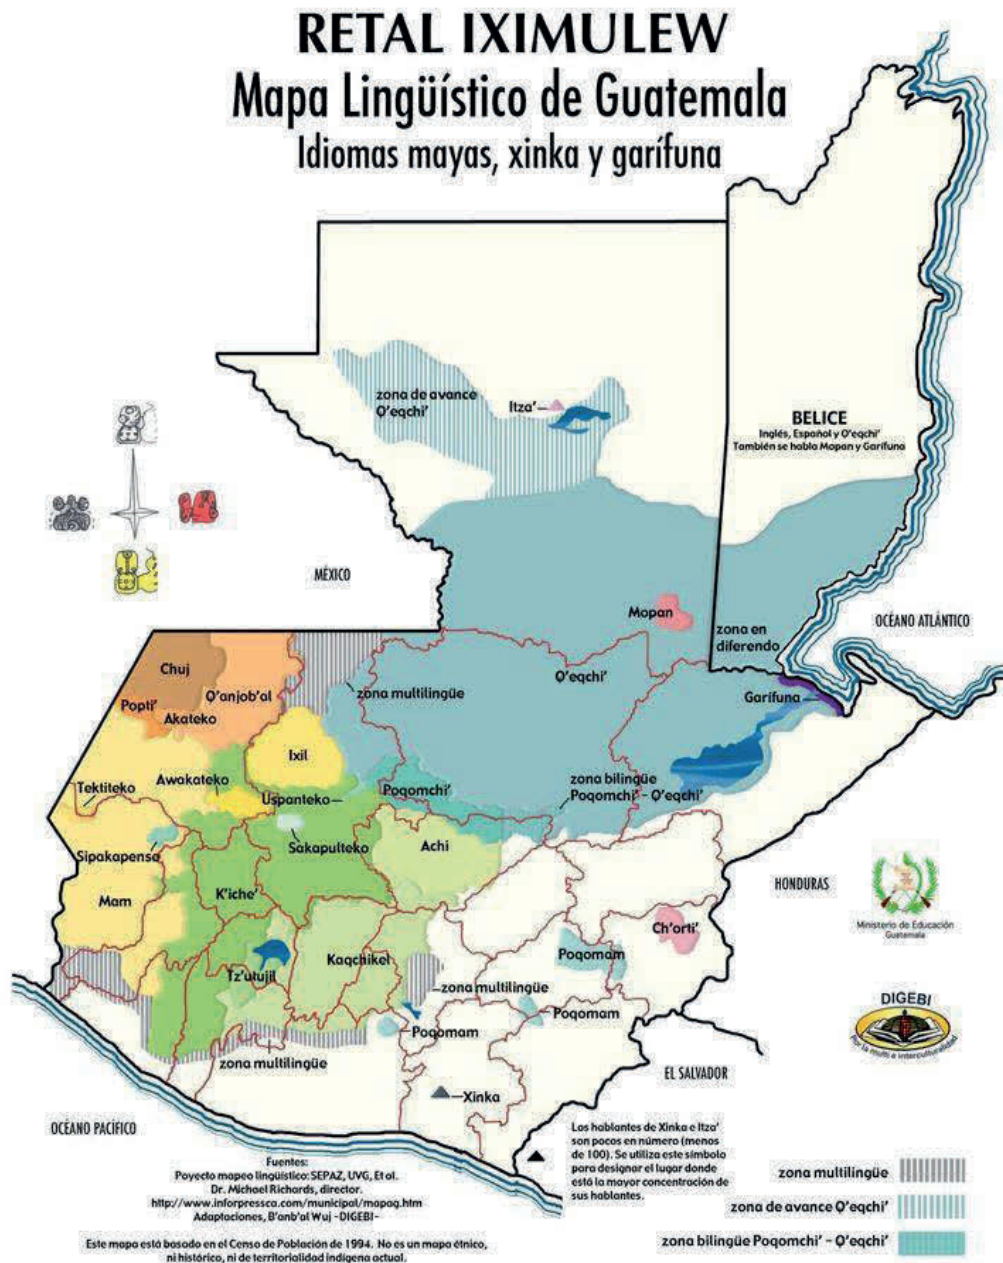 RETAL IXIMULEW
Mapa Lingüístico de Guatemala
Idiomas mayas, xinka y garífuna
zona de avance
Q'eqchi'
Itza'
BELICE
Inglés, Español y Q'eqchi'
También se habla Mopan y Garífuna
MÉXICO
Mopan
OCÉANO ATLÁNTICO
zona en
diferendo
Chuj
Q'anjob'al
zona multilingüe
Q'eqchi'
Garífuna
Popti'
Akateko
Ixil
Awakateko
Tektiteko
Uspanteko
Poqomchi'
zona bilingüe
Poqomchi' - Q'eqchi'
Sipakapense
Sakapulteko
Achi
Mam
K'iche'
HONDURAS
Ministerio de Educación
Guatemala
Ch'orti'
Tz'utujil
Kaqchikel
Poqomam
zona multilingüe
Poqomam
Poqomam
DIGEBI
Por la multi e interculturalidad
zona multilingüe
EL SALVADOR
Xinka
OCÉANO PACÍFICO
Los hablantes de Xinka e Itza'
son pocos en número (menos
de 100). Se utiliza este símbolo
para designar el lugar donde
está la mayor concentración de
sus hablantes.
Fuentes:
Poyecto mapeo lingüístico: SEPAZ, UVG, Et al.
Dr. Michael Richards, director.
http://www.inforpressca.com/municipal/mapag.htm
Adaptaciones, B'anb'al Wuj -DIGEBI-
Este mapa está basado en el Censo de Población de 1994. No es un mapa étnico,
ni histórico, ni de territorialidad indígena actual.
zona multilingüe
zona de avance Q'eqchi'
zona bilingüe Poqomchi' - Q'eqchi'